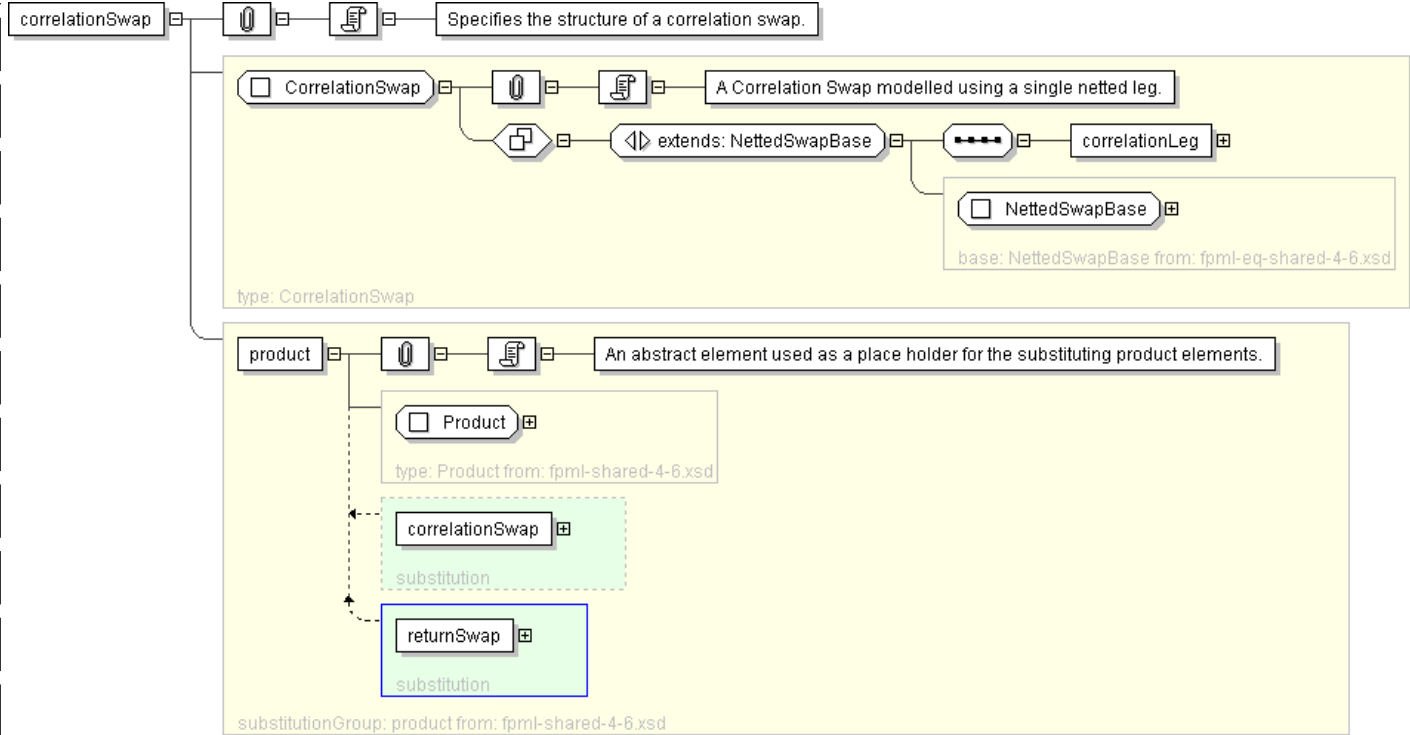 correlationSwap
Specifies the structure of a correlation swap.
CorrelationSwap
A Correlation Swap modelled using a single netted leg.
extends: NettedSwapBase
correlationLeg
NettedSwapBase
base: NettedSwapBase from: fpml-eq-shared-4-6.xsd
type: CorrelationSwap
product
An abstract element used as a place holder for the substituting product elements.
Product
type: Product from: fpml-shared-4-6.xsd
correlationSwap
substitution
returnSwap
substitution
substitutionGroup: product from: fpml-shared-4-6.xsd